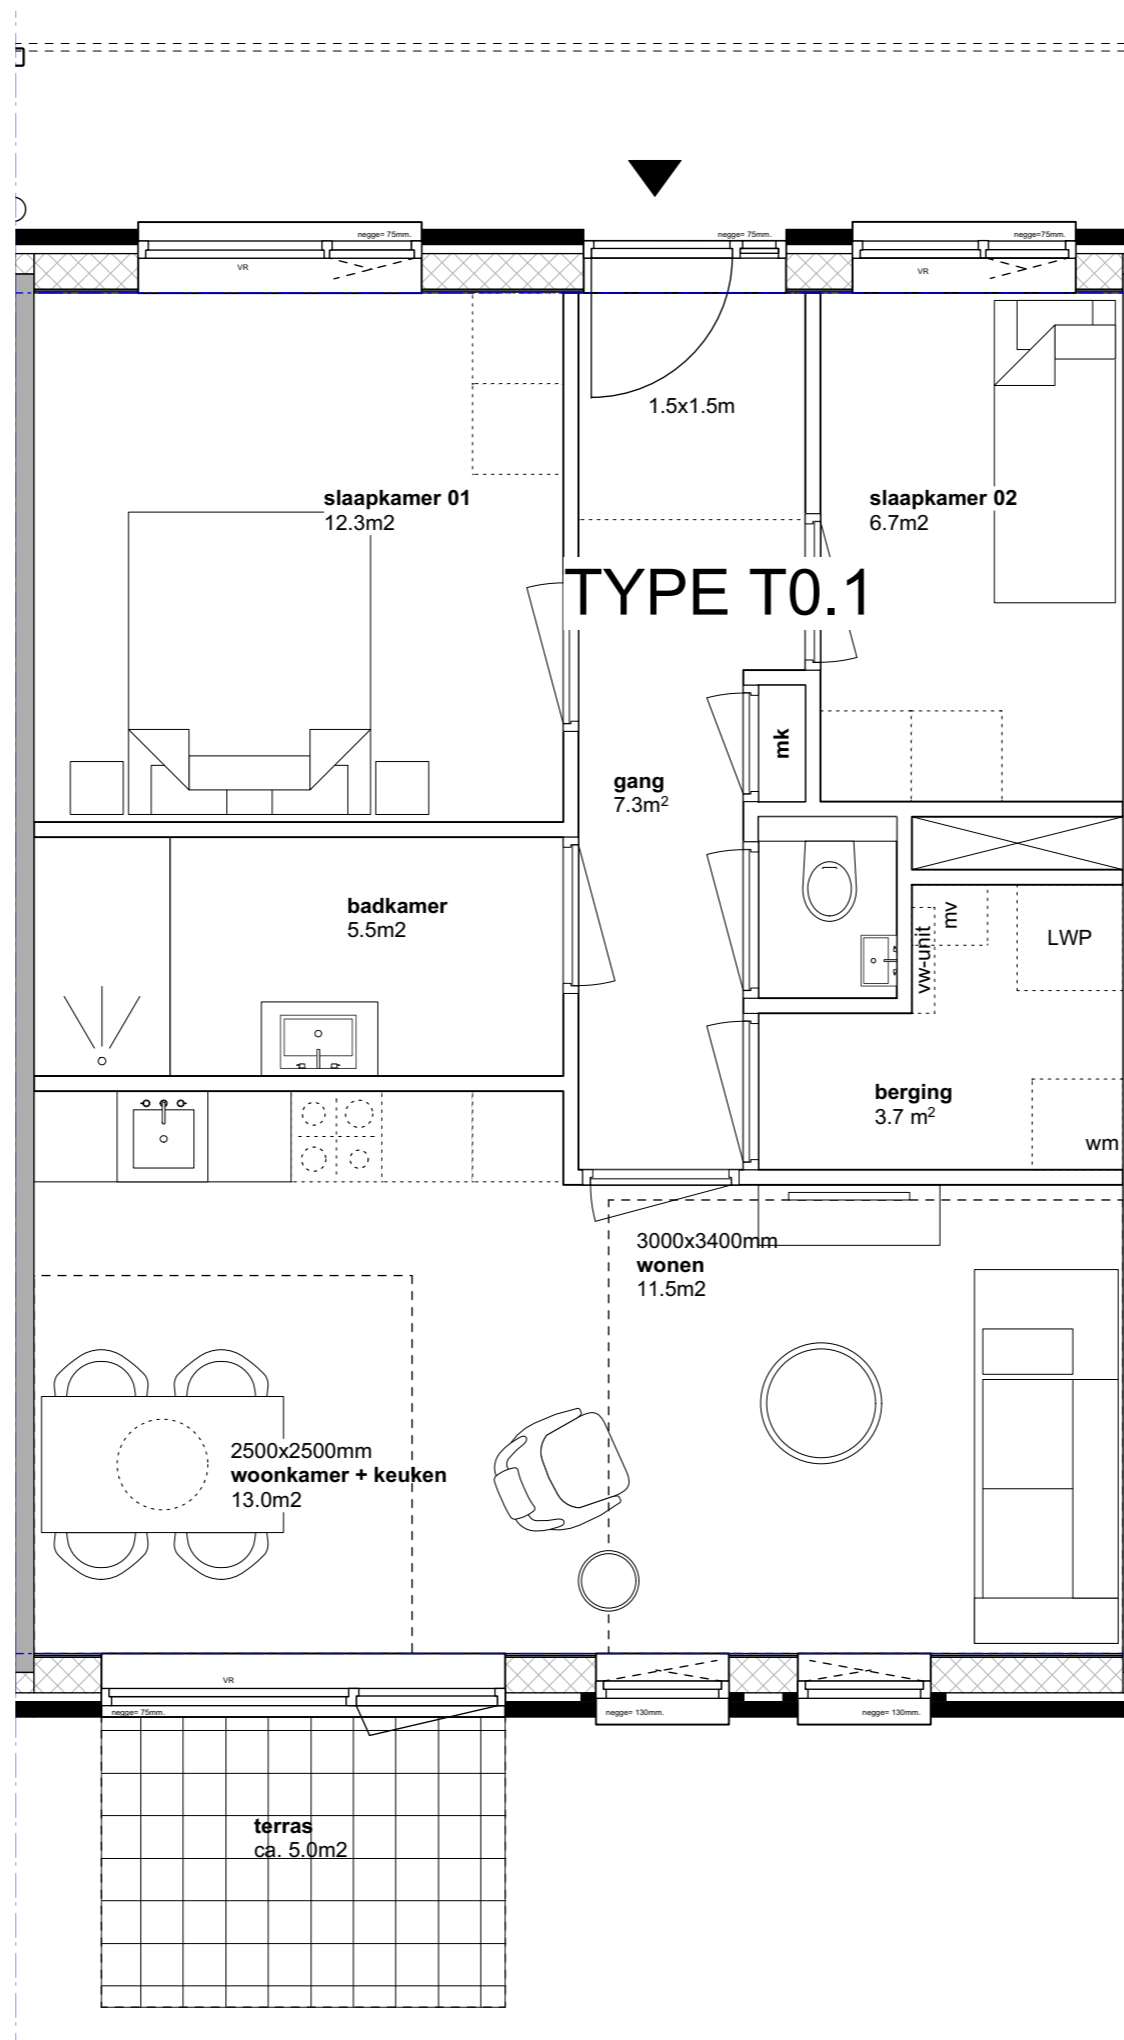 negge= 75mm.
negge= 75mm.
negge=75mm.
VR
VR
1.5x1.5m
slaapkamer 01
12.3m2
slaapkamer 02
6.7m2
TYPE T0.1
mk
gang
7.3m²
badkamer
5.5m2
vw-unit
mv
LWP
berging
3.7 m²
wm
3000x3400mm
wonen
11.5m2
2500x2500mm
woonkamer + keuken
13.0m2
VR
negge= 75mm.
negge= 130mm.
negge= 130mm.
terras
ca. 5.0m2